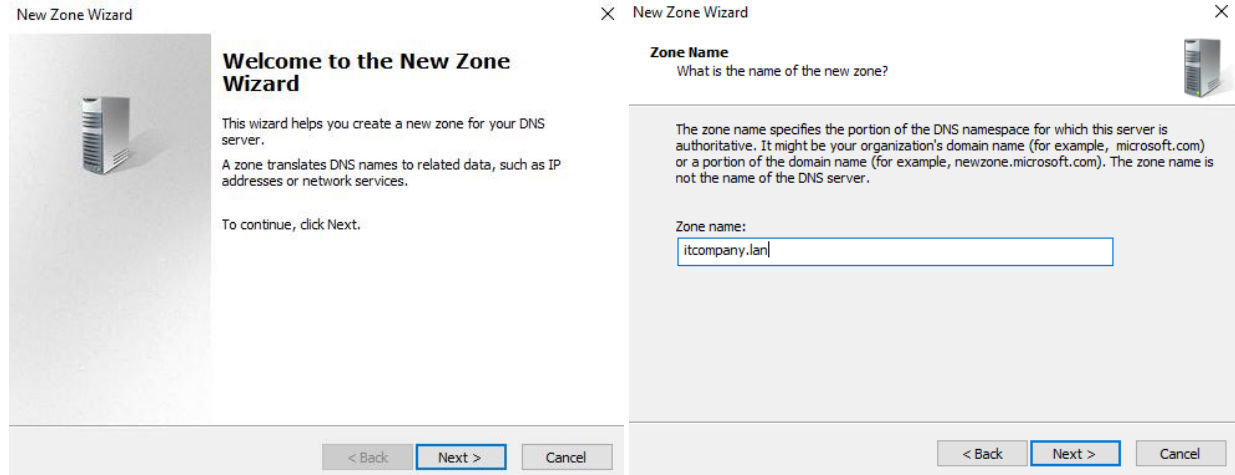 New Zone Wizard
Welcome to the New Zone
Wizard
This wizard helps you create a new zone for your DNS
server.
A zone translates DNS names to related data, such as IP
addresses or network services.
To continue, click Next.
< Back
Next >
Cancel
New Zone Wizard
Zone Name
What is the name of the new zone?
The zone name specifies the portion of the DNS namespace for which this server is
authoritative. It might be your organization's domain name (for example, microsoft.com)
or a portion of the domain name (for example, newzone.microsoft.com). The zone name is
not the name of the DNS server.
Zone name:
itcompany.lan
< Back
Next >
Cancel